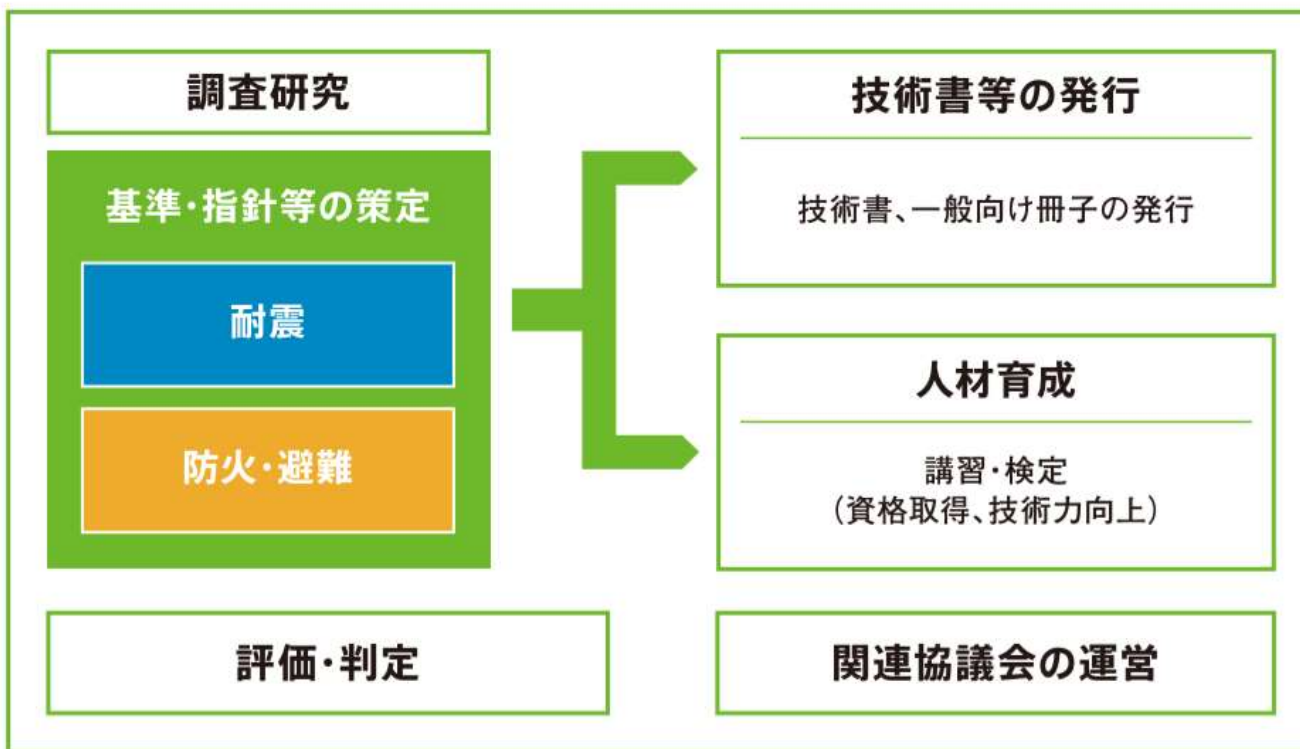 調査研究
基準・指針等の策定
耐震
防火・避難
技術書等の発行
技術書、一般向け冊子の発行
人材育成
講習・検定
（資格取得、技術力向上）
評価・判定
関連協議会の運営